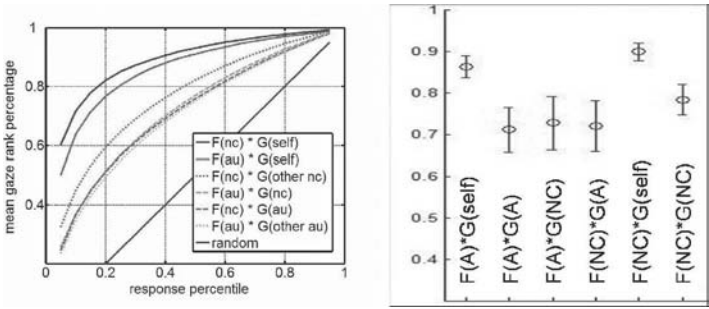 mean gaze rank percentage
1
0.8
0.6
0.4
F(nc) * G(self)
F(au) * G(self)
F(nc) * G(other nc)
F(au) * G(nc)
F(nc) * G(au)
F(au) * G(other au)
random
0 0.2 0.4 0.6 0.8 1
response percentile
1
0.9
0.8
0.7
0.6
0.5
0.4
F(A)*G(self)
F(A)*G(A)
F(A)*G(NC)
F(NC)*G(A)
F(NC)*G(self)
F(NC)*G(NC)